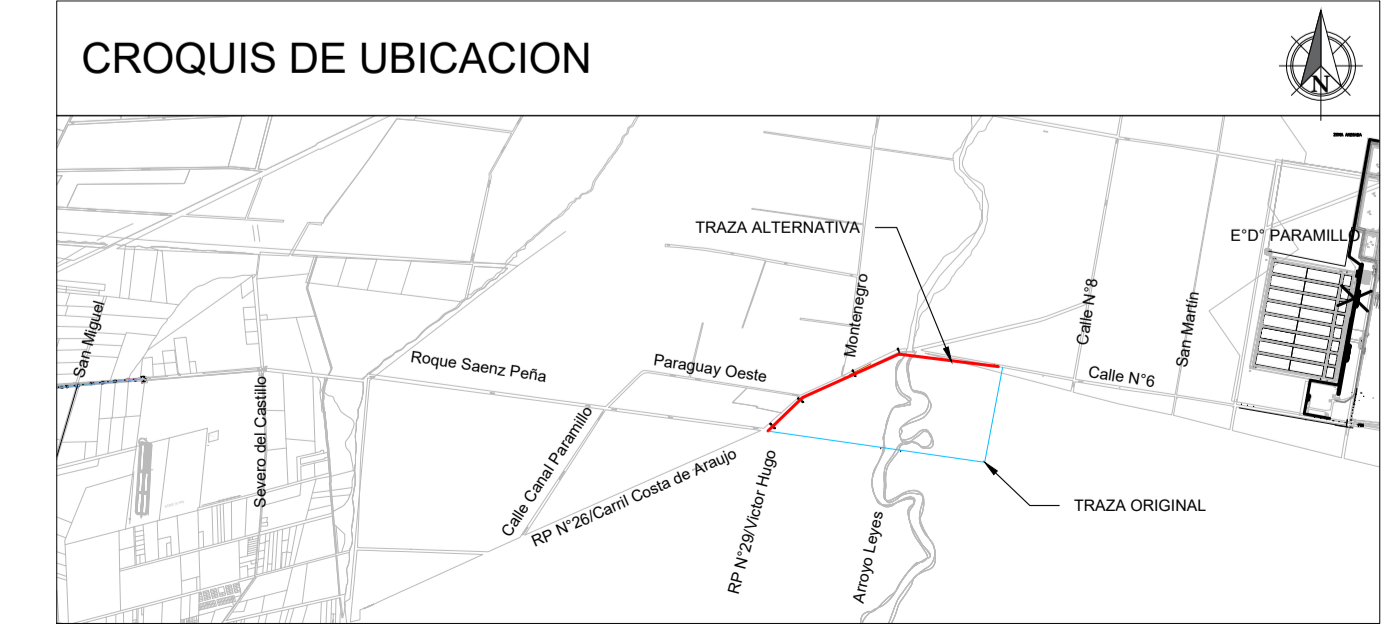 CROQUIS DE UBICACION
N
TRAZA ALTERNATIVA
E°D° PARAMILLO
San Miguel
Montenegro
Calle N°8
San Martín
Roque Saenz Peña
Paraguay Oeste
Calle N°6
Severo del Castillo
Calle Canal Paramillo
RP N°26/Carril Costa de Araujo
RP N°29/Victor Hugo
Arroyo Leyes
TRAZA ORIGINAL